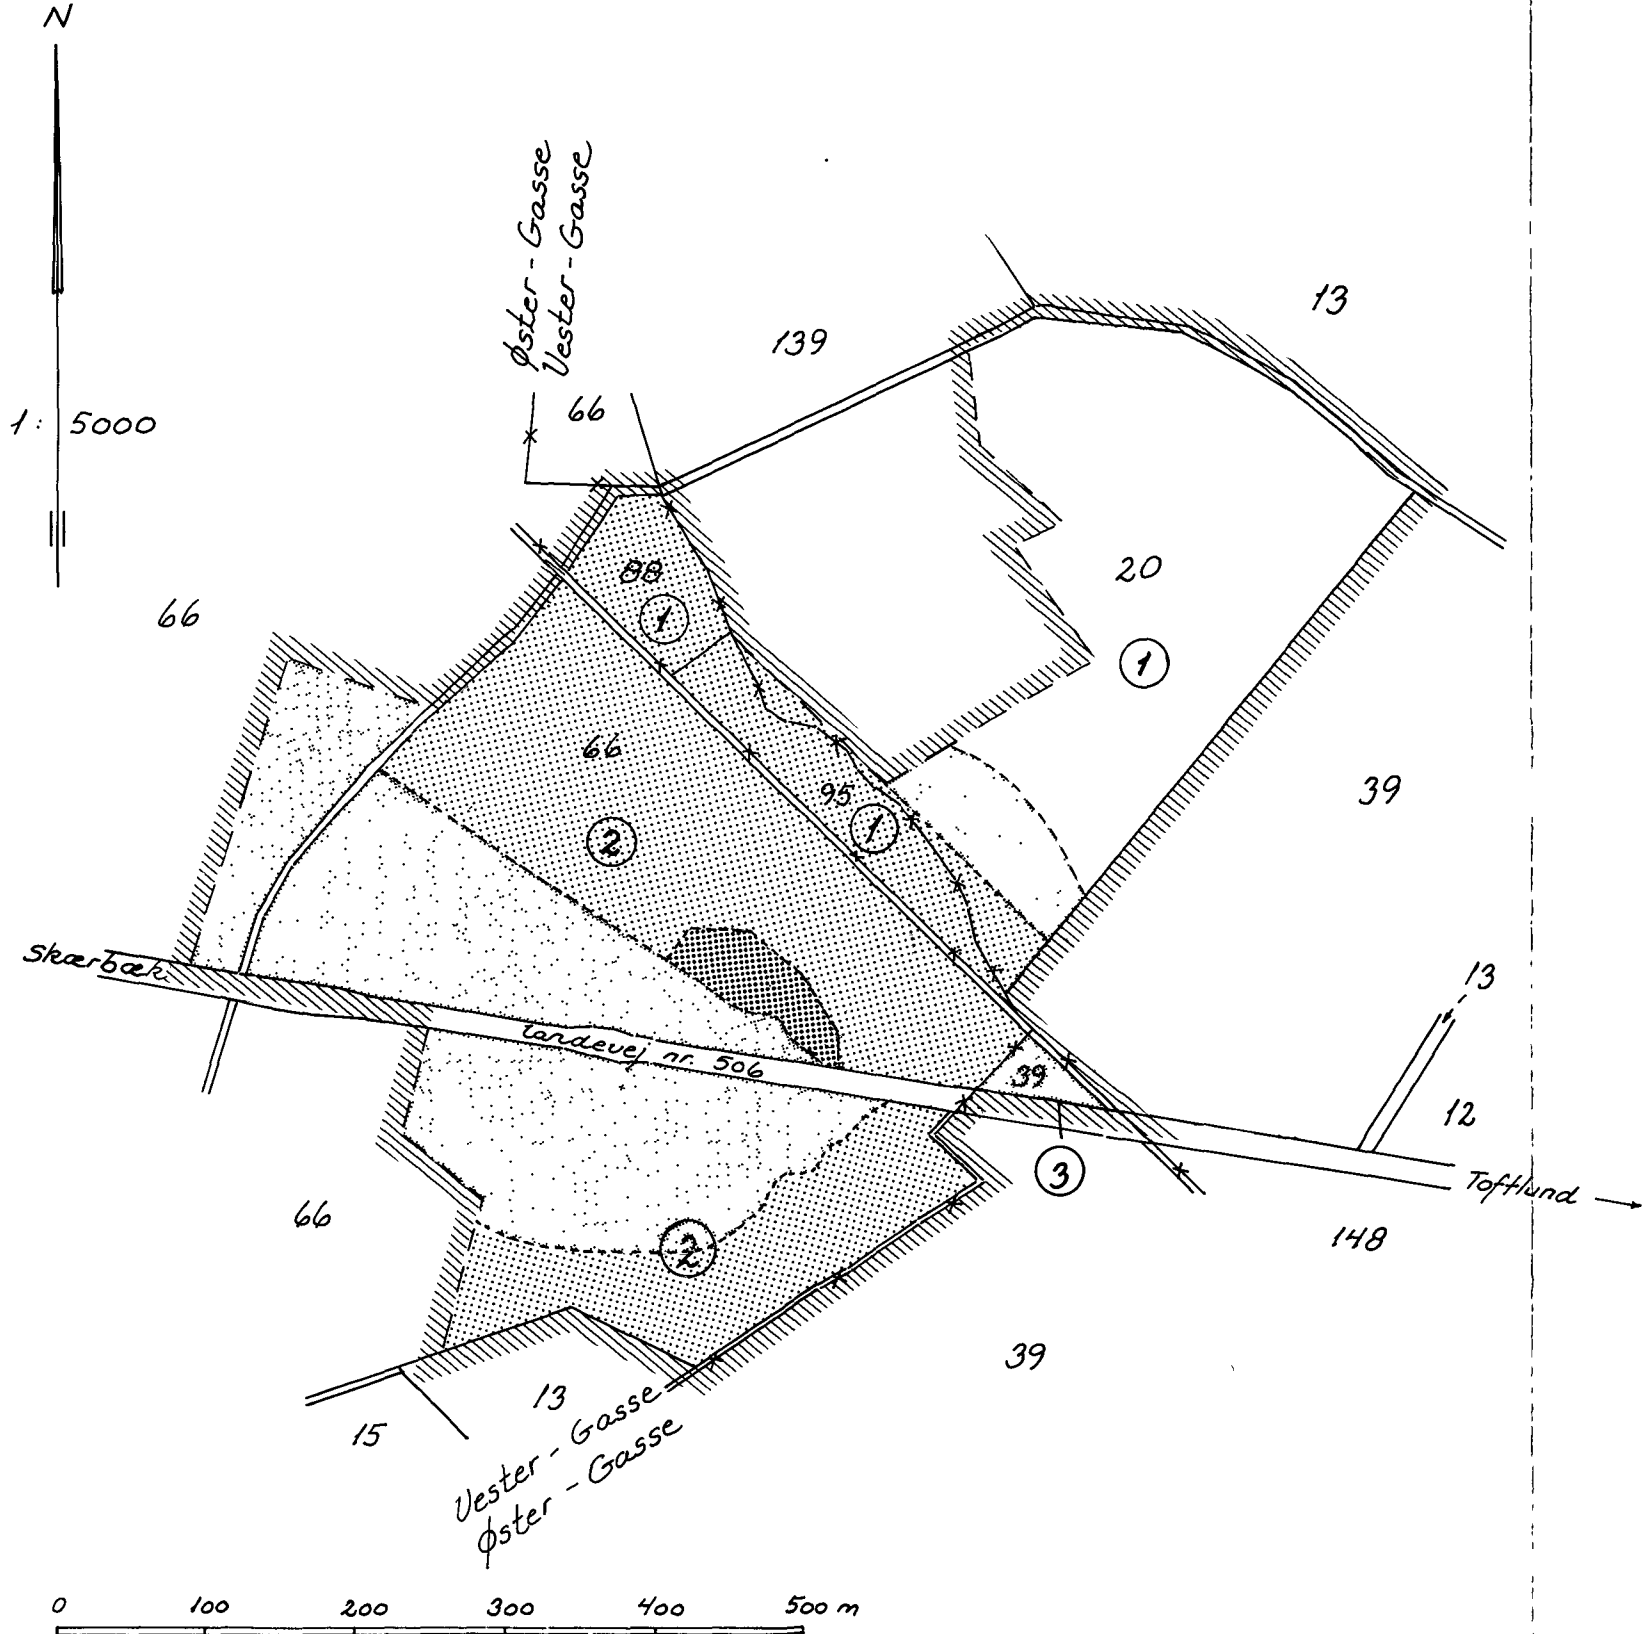 N
Øster - Gasse
Vester - Gasse
13
139
66
1 : 5000
88
20
66
1
1
66
39
95
2
1
Skærbæk
13
Landevej nr. 506
39
12
3
Toftlund
66
2
148
39
13
15
Vester - Gasse
Øster - Gasse
0 100 200 300 400 500 m